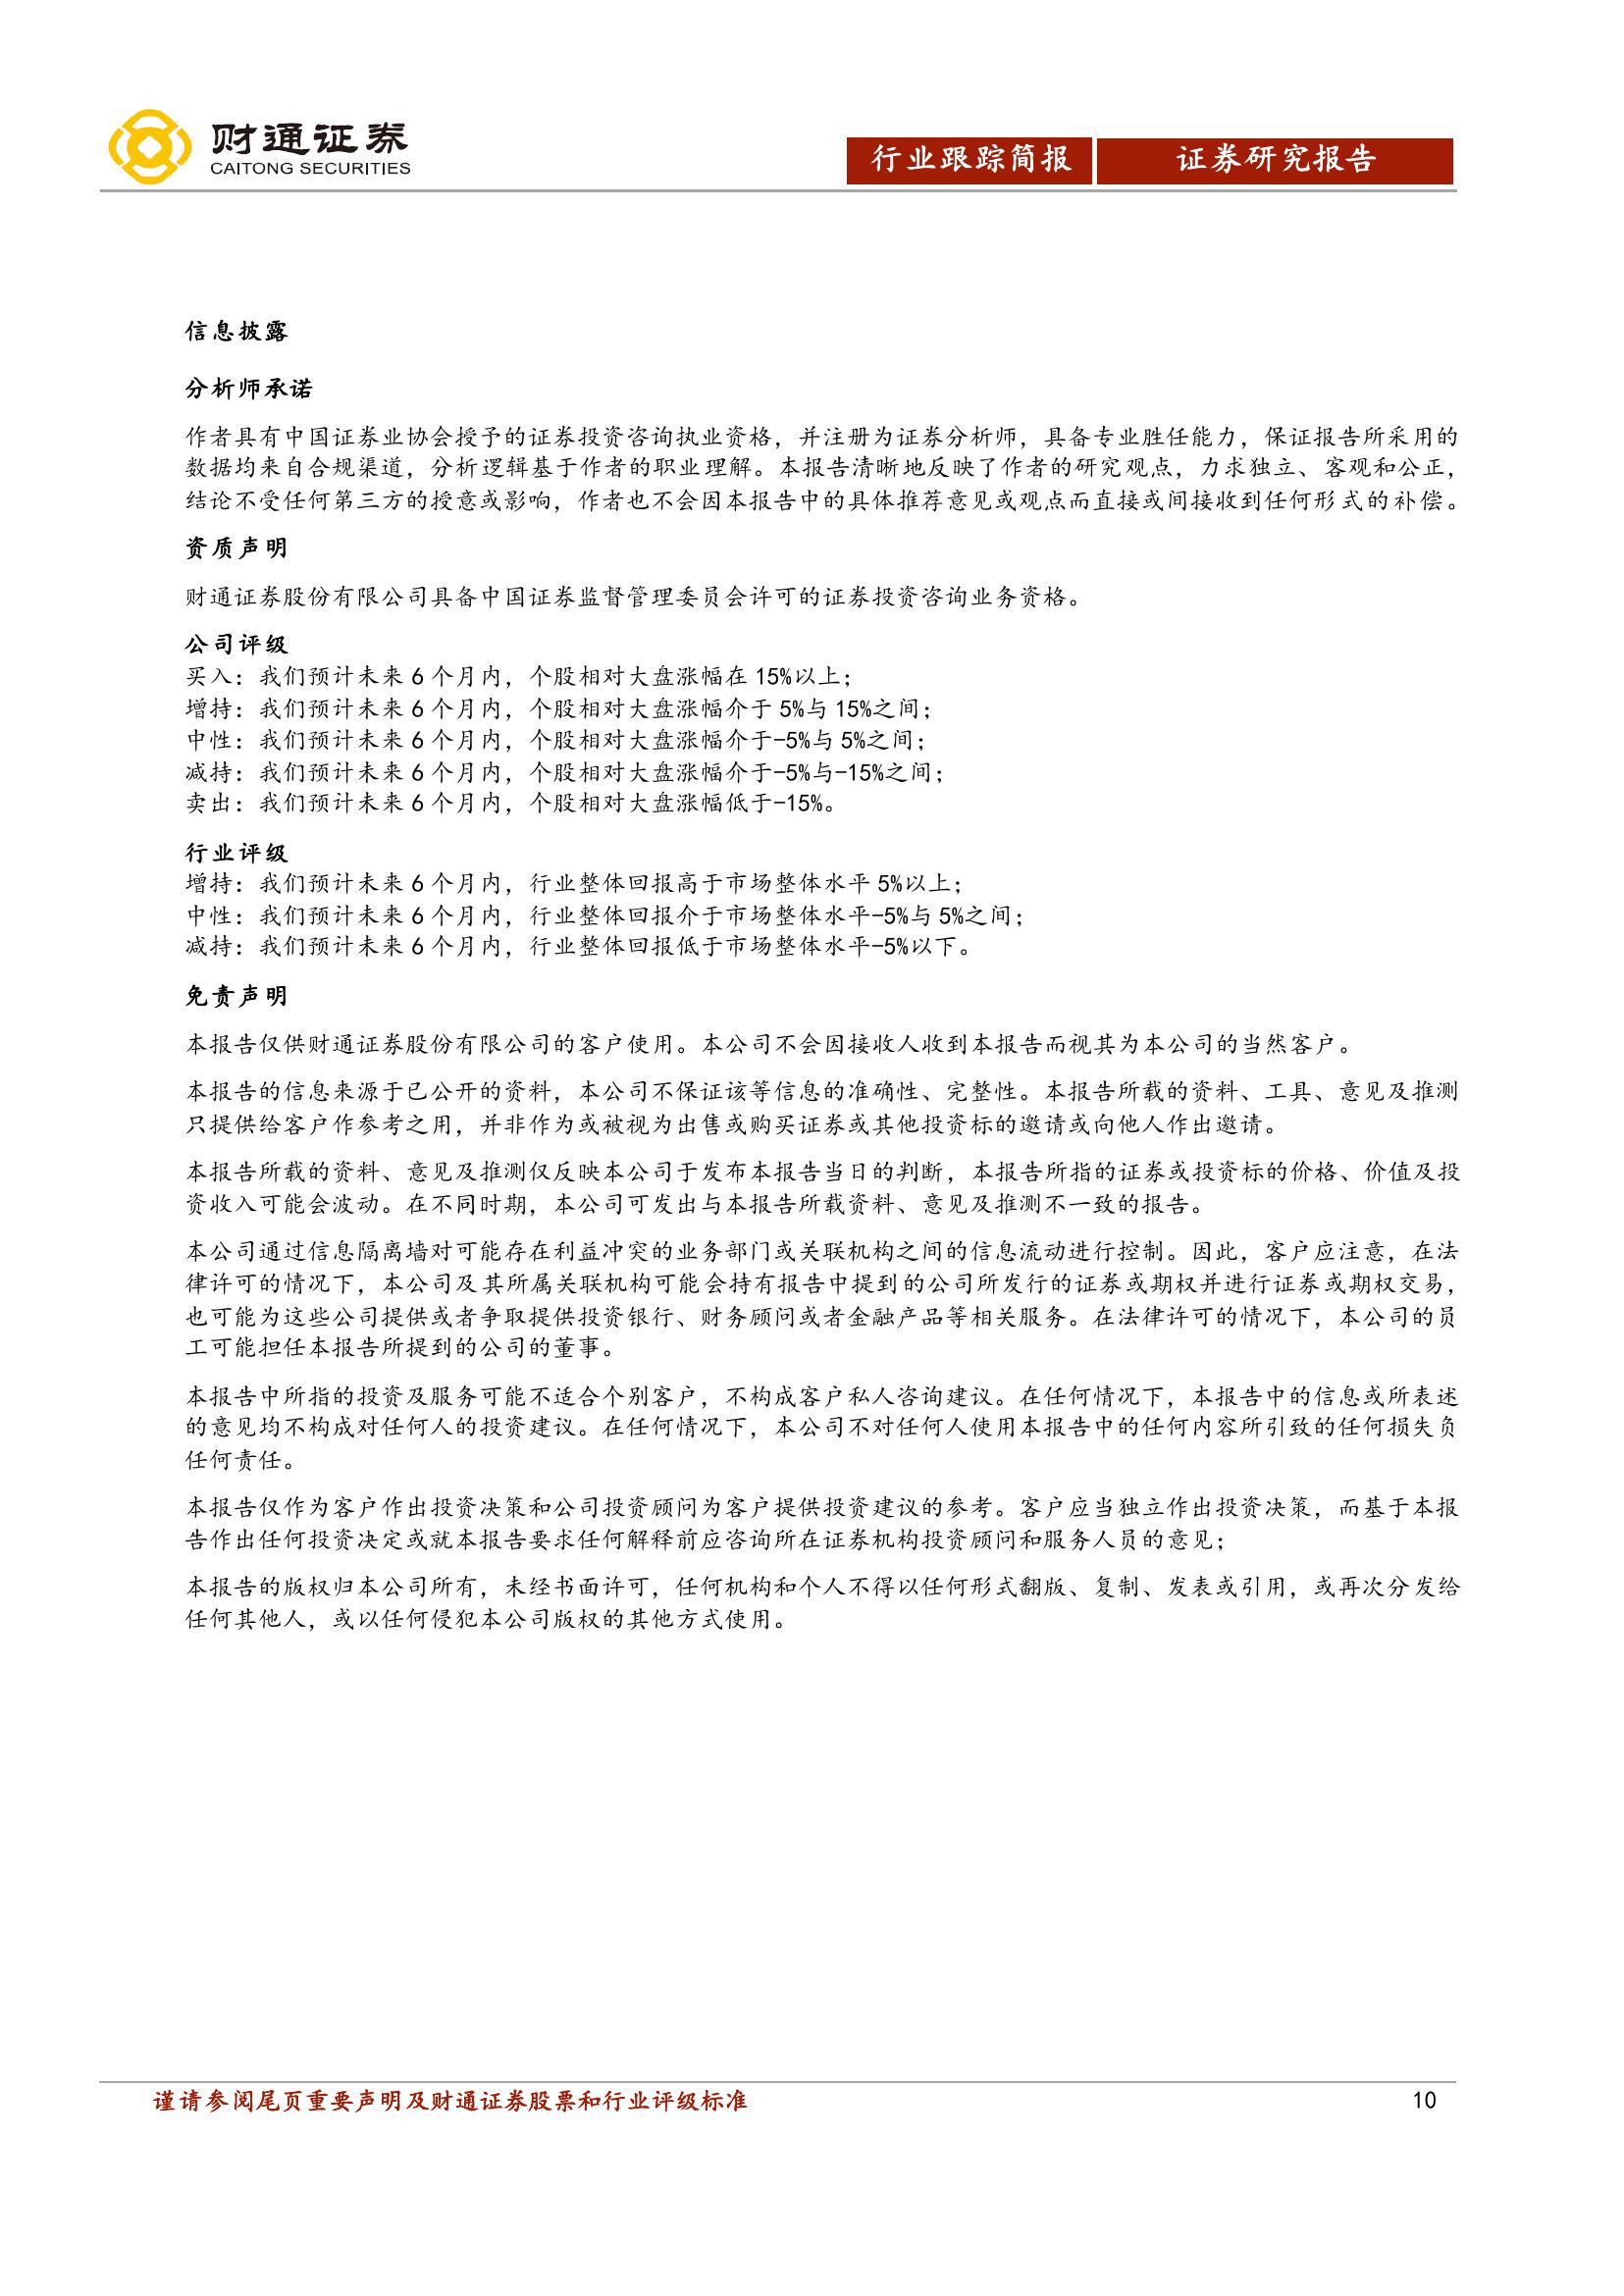 财通证券
CAITONG SECURITIES
行业跟踪简报
证券研究报告
信息披露
分析师承诺
作者具有中国证券业协会授予的证券投资咨询执业资格，并注册为证券分析师，具备专业胜任能力，保证报告所采用的
数据均来自合规渠道，分析逻辑基于作者的职业理解。本报告清晰地反映了作者的研究观点，力求独立、客观和公正，
结论不受任何第三方的授意或影响，作者也不会因本报告中的具体推荐意见或观点而直接或间接收到任何形式的补偿。
资质声明
财通证券股份有限公司具备中国证券监督管理委员会许可的证券投资咨询业务资格。
公司评级
买入：我们预计未来 6 个月内，个股相对大盘涨幅在 15%以上；
增持：我们预计未来 6 个月内，个股相对大盘涨幅介于 5%与 15%之间；
中性：我们预计未来 6 个月内，个股相对大盘涨幅介于-5%与 5%之间；
减持：我们预计未来 6 个月内，个股相对大盘涨幅介于-5%与-15%之间；
卖出：我们预计未来 6 个月内，个股相对大盘涨幅低于-15%。
行业评级
增持：我们预计未来 6 个月内，行业整体回报高于市场整体水平 5%以上；
中性：我们预计未来 6 个月内，行业整体回报介于市场整体水平-5%与 5%之间；
减持：我们预计未来 6 个月内，行业整体回报低于市场整体水平-5%以下。
免责声明
本报告仅供财通证券股份有限公司的客户使用。本公司不会因接收人收到本报告而视其为本公司的当然客户。
本报告的信息来源于已公开的资料，本公司不保证该等信息的准确性、完整性。本报告所载的资料、工具、意见及推测
只提供给客户作参考之用，并非作为或被视为出售或购买证券或其他投资标的邀请或向他人作出邀请。
本报告所载的资料、意见及推测仅反映本公司于发布本报告当日的判断，本报告所指的证券或投资标的价格、价值及投
资收入可能会波动。在不同时期，本公司可发出与本报告所载资料、意见及推测不一致的报告。
本公司通过信息隔离墙对可能存在利益冲突的业务部门或关联机构之间的信息流动进行控制。因此，客户应注意，在法
律许可的情况下，本公司及其所属关联机构可能会持有报告中提到的公司所发行的证券或期权并进行证券或期权交易，
也可能为这些公司提供或者争取提供投资银行、财务顾问或者金融产品等相关服务。在法律许可的情况下，本公司的员
工可能担任本报告所提到的公司的董事。
本报告中所指的投资及服务可能不适合个别客户，不构成客户私人咨询建议。在任何情况下，本报告中的信息或所表述
的意见均不构成对任何人的投资建议。在任何情况下，本公司不对任何人使用本报告中的任何内容所引致的任何损失负
任何责任。
本报告仅作为客户作出投资决策和公司投资顾问为客户提供投资建议的参考。客户应当独立作出投资决策，而基于本报
告作出任何投资决定或就本报告要求任何解释前应咨询所在证券机构投资顾问和服务人员的意见；
本报告的版权归本公司所有，未经书面许可，任何机构和个人不得以任何形式翻版、复制、发表或引用，或再次分发给
任何其他人，或以任何侵犯本公司版权的其他方式使用。
谨请参阅尾页重要声明及财通证券股票和行业评级标准
10